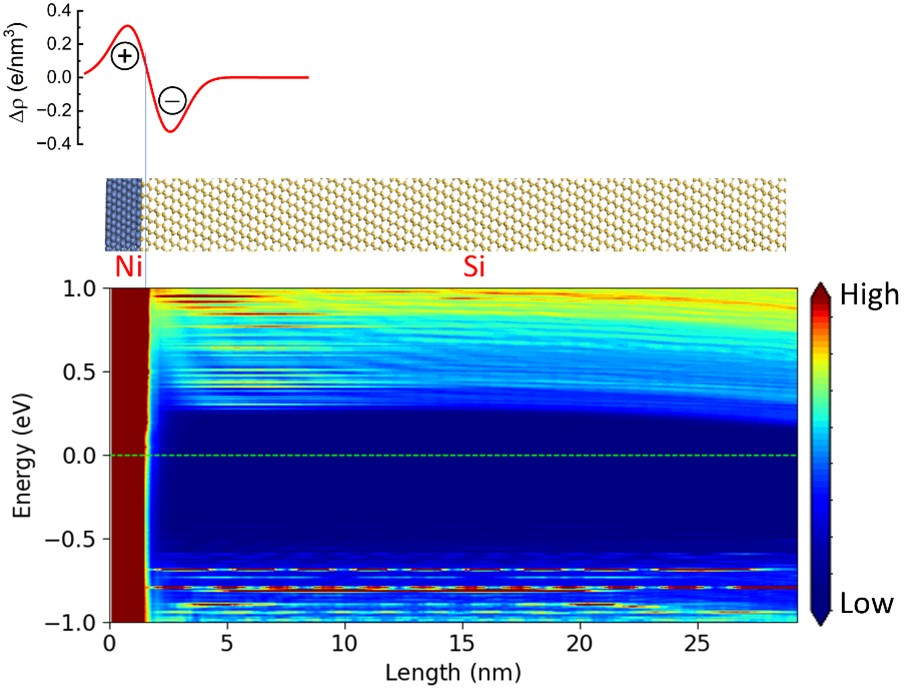 0.4
0.2
0.0
−0.2
−0.4
Δρ (e/nm³)
+
−
Ni
Si
1.0
0.5
0.0
−0.5
−1.0
Energy (eV)
0
5
10
15
20
25
Length (nm)
High
Low